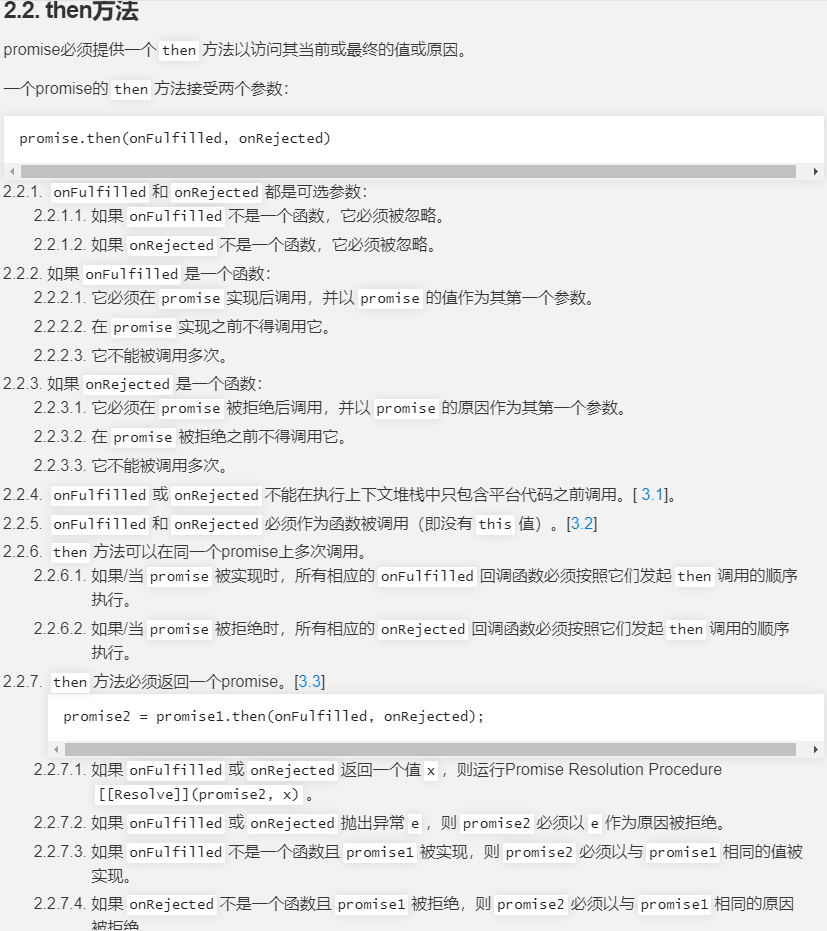 2.2. then方法
promise必须提供一个 then 方法以访问其当前或最终的值或原因。
一个promise的 then 方法接受两个参数：
promise.then(onFulfilled, onRejected)
2.2.1. onFulfilled 和 onRejected 都是可选参数：
2.2.1.1. 如果 onFulfilled 不是一个函数，它必须被忽略。
2.2.1.2. 如果 onRejected 不是一个函数，它必须被忽略。
2.2.2. 如果 onFulfilled 是一个函数：
2.2.2.1. 它必须在 promise 实现后调用，并以 promise 的值作为其第一个参数。
2.2.2.2. 在 promise 实现之前不得调用它。
2.2.2.3. 它不能被调用多次。
2.2.3. 如果 onRejected 是一个函数：
2.2.3.1. 它必须在 promise 被拒绝后调用，并以 promise 的原因作为其第一个参数。
2.2.3.2. 在 promise 被拒绝之前不得调用它。
2.2.3.3. 它不能被调用多次。
2.2.4. onFulfilled 或 onRejected 不能在执行上下文堆栈中只包含平台代码之前调用。[ 3.1]。
2.2.5. onFulfilled 和 onRejected 必须作为函数被调用（即没有 this 值）。[3.2]
2.2.6. then 方法可以在同一个promise上多次调用。
2.2.6.1. 如果/当 promise 被实现时，所有相应的 onFulfilled 回调函数必须按照它们发起 then 调用的顺序
执行。
2.2.6.2. 如果/当 promise 被拒绝时，所有相应的 onRejected 回调函数必须按照它们发起 then 调用的顺序
执行。
2.2.7. then 方法必须返回一个promise。[3.3]
promise2 = promise1.then(onFulfilled, onRejected);
2.2.7.1. 如果 onFulfilled 或 onRejected 返回一个值 x ，则运行Promise Resolution Procedure
[[Resolve]](promise2, x) 。
2.2.7.2. 如果 onFulfilled 或 onRejected 抛出异常 e ，则 promise2 必须以 e 作为原因被拒绝。
2.2.7.3. 如果 onFulfilled 不是一个函数且 promise1 被实现，则 promise2 必须以与 promise1 相同的值被
实现。
2.2.7.4. 如果 onRejected 不是一个函数且 promise1 被拒绝，则 promise2 必须以与 promise1 相同的原因
被拒绝